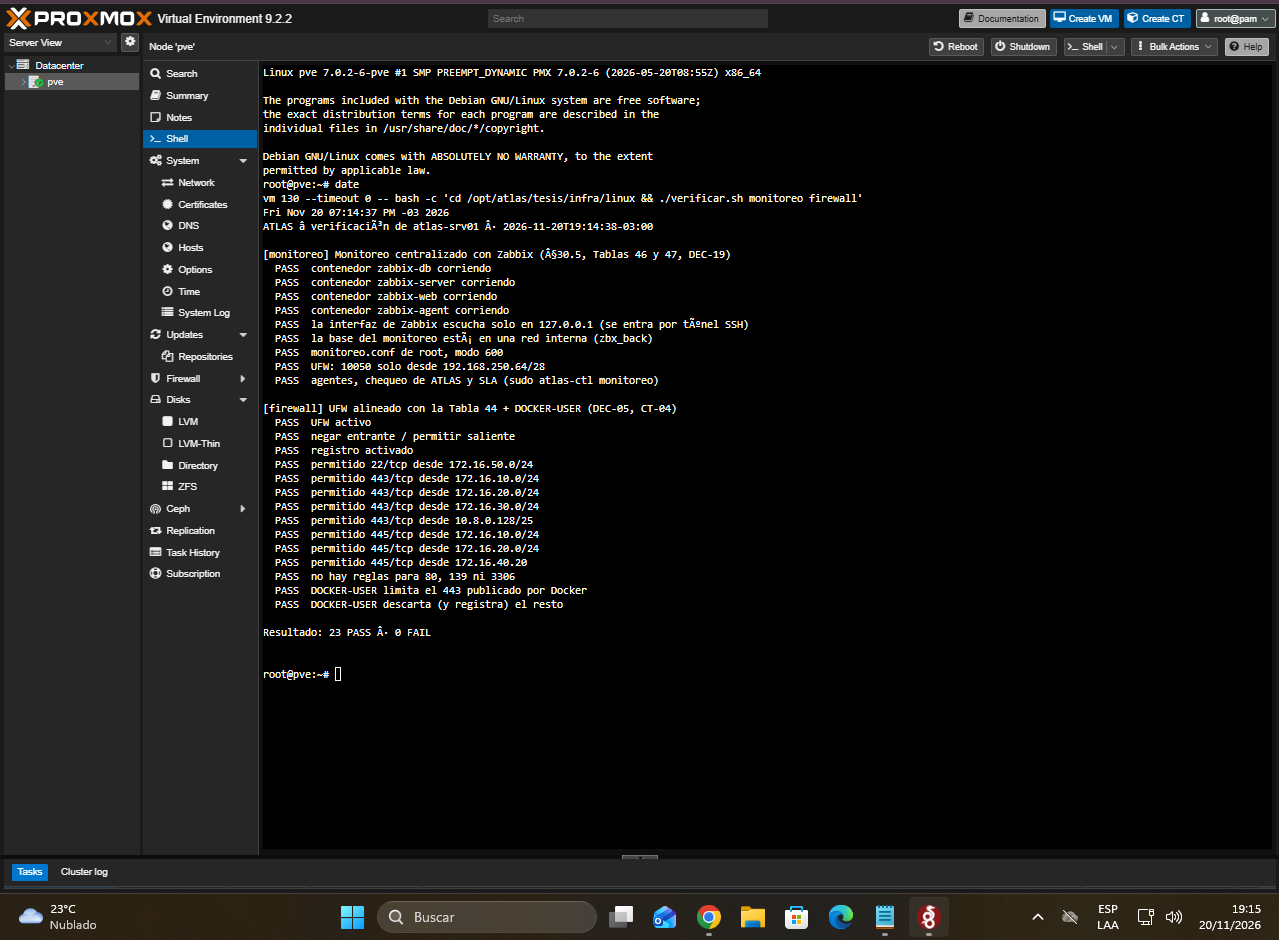 PROXMOX Virtual Environment 9.2.2
Search
Documentation
Create VM
Create CT
root@pam
Server View
Node 'pve'
Reboot
Shutdown
Shell
Bulk Actions
Help
Datacenter
pve
Search
Summary
Notes
Shell
System
Network
Certificates
DNS
Hosts
Options
Time
System Log
Updates
Repositories
Firewall
Disks
LVM
LVM-Thin
Directory
ZFS
Ceph
Replication
Task History
Subscription
Linux pve 7.0.2-6-pve #1 SMP PREEMPT_DYNAMIC PMX 7.0.2-6 (2026-05-20T08:55Z) x86_64
The programs included with the Debian GNU/Linux system are free software;
the exact distribution terms for each program are described in the
individual files in /usr/share/doc/*/copyright.
Debian GNU/Linux comes with ABSOLUTELY NO WARRANTY, to the extent
permitted by applicable law.
root@pve:~# date
vm 130 --timeout 0 -- bash -c 'cd /opt/atlas/tesis/infra/linux && ./verificar.sh monitoreo firewall'
Fri Nov 20 07:14:37 PM -03 2026
ATLAS â verificaciÃ³n de atlas-srv01 Â· 2026-11-20T19:14:38-03:00
[monitoreo] Monitoreo centralizado con Zabbix (Â§30.5, Tablas 46 y 47, DEC-19)
PASS contenedor zabbix-db corriendo
PASS contenedor zabbix-server corriendo
PASS contenedor zabbix-web corriendo
PASS contenedor zabbix-agent corriendo
PASS la interfaz de Zabbix escucha solo en 127.0.0.1 (se entra por tÃºnel SSH)
PASS la base del monitoreo estÃ¡ en una red interna (zbx_back)
PASS monitoreo.conf de root, modo 600
PASS UFW: 10050 solo desde 192.168.250.64/28
PASS agentes, chequeo de ATLAS y SLA (sudo atlas-ctl monitoreo)
[firewall] UFW alineado con la Tabla 44 + DOCKER-USER (DEC-05, CT-04)
PASS UFW activo
PASS negar entrante / permitir saliente
PASS registro activado
PASS permitido 22/tcp desde 172.16.50.0/24
PASS permitido 443/tcp desde 172.16.10.0/24
PASS permitido 443/tcp desde 172.16.20.0/24
PASS permitido 443/tcp desde 172.16.30.0/24
PASS permitido 443/tcp desde 10.8.0.128/25
PASS permitido 445/tcp desde 172.16.10.0/24
PASS permitido 445/tcp desde 172.16.20.0/24
PASS permitido 445/tcp desde 172.16.40.20
PASS no hay reglas para 80, 139 ni 3306
PASS DOCKER-USER limita el 443 publicado por Docker
PASS DOCKER-USER descarta (y registra) el resto
Resultado: 23 PASS Â· 0 FAIL
root@pve:~#
Tasks
Cluster log
23°C
Nublado
Buscar
ESP
LAA
19:15
20/11/2026